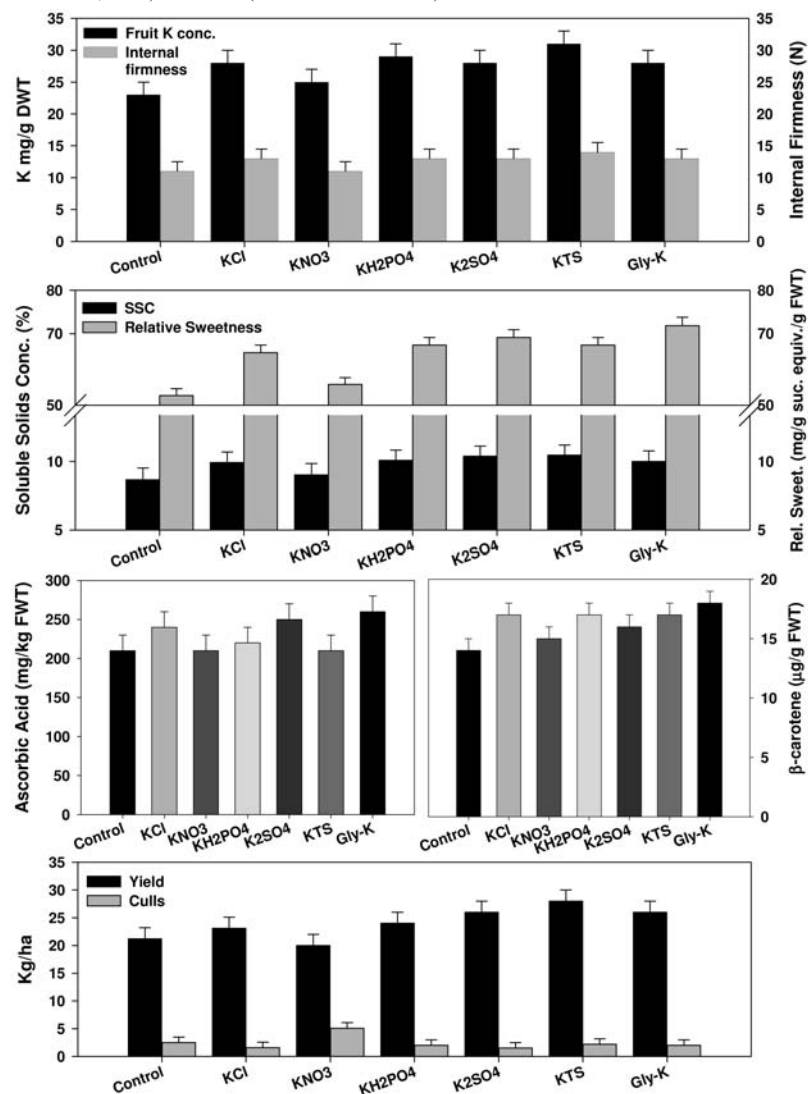 35
30
25
20
15
10
5
0
K mg/g DWT
Fruit K conc.
Internal
firmness
35
30
25
20
15
10
5
0
Internal Firmness (N)
Control
KCl
KNO3
KH2PO4
K2SO4
KTS
Gly-K
80
70
50
10
5
Soluble Solids Conc. (%)
SSC
Relative Sweetness
80
70
50
10
5
Rel. Sweet. (mg/g suc. equiv./g FWT)
Control
KCl
KNO3
KH2PO4
K2SO4
KTS
Gly-K
300
250
200
150
100
50
0
Ascorbic Acid (mg/kg FWT)
Control
KCl
KNO3
KH2PO4
K2SO4
KTS
Gly-K
20
15
10
5
0
β-carotene (μg/g FWT)
Control
KCl
KNO3
KH2PO4
K2SO4
KTS
Gly-K
35
30
25
20
15
10
5
0
Kg/ha
Yield
Culls
Control
KCl
KNO3
KH2PO4
K2SO4
KTS
Gly-K